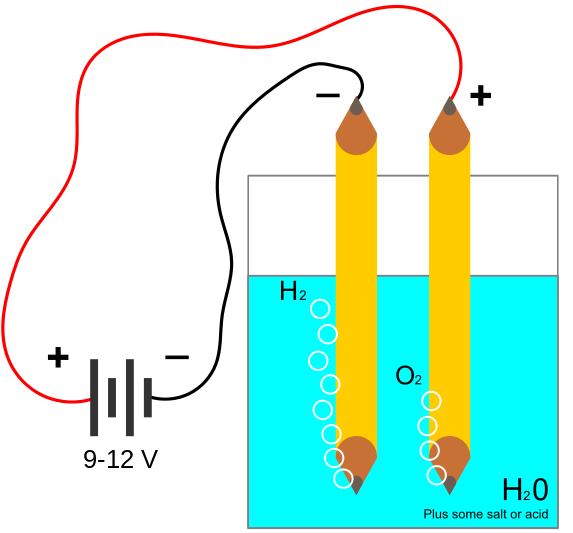 − +
H₂
O₂
+ −
9-12 V
H₂0
Plus some salt or acid